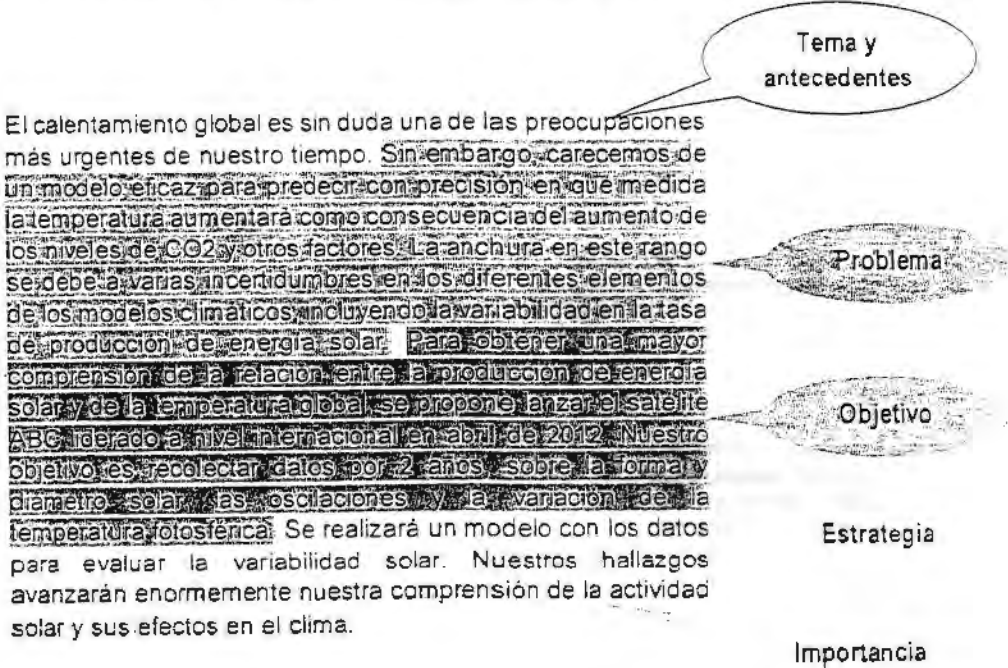 Tema y
antecedentes
El calentamiento global es sin duda una de las preocupaciones
más urgentes de nuestro tiempo. Sin embargo, carecemos de
un modelo eficaz para predecir con precisión en qué medida
la temperatura aumentará como consecuencia del aumento de
los niveles de CO2 y otros factores. La anchura en este rango
se debe a varias incertidumbres en los diferentes elementos
de los modelos climáticos, incluyendo la variabilidad en la tasa
de producción de energía solar. Para obtener una mayor
comprensión de la relación entre la producción de energía
solar y de la temperatura global, se propone lanzar el satélite
ABC liderado a nivel internacional en abril de 2012. Nuestro
objetivo es recolectar datos por 2 años, sobre la forma y
diámetro solar, las oscilaciones y la variación de la
temperatura fotosférica. Se realizará un modelo con los datos
para evaluar la variabilidad solar. Nuestros hallazgos
avanzarán enormemente nuestra comprensión de la actividad
solar y sus efectos en el clima.
Problema
Objetivo
Estrategia
Importancia